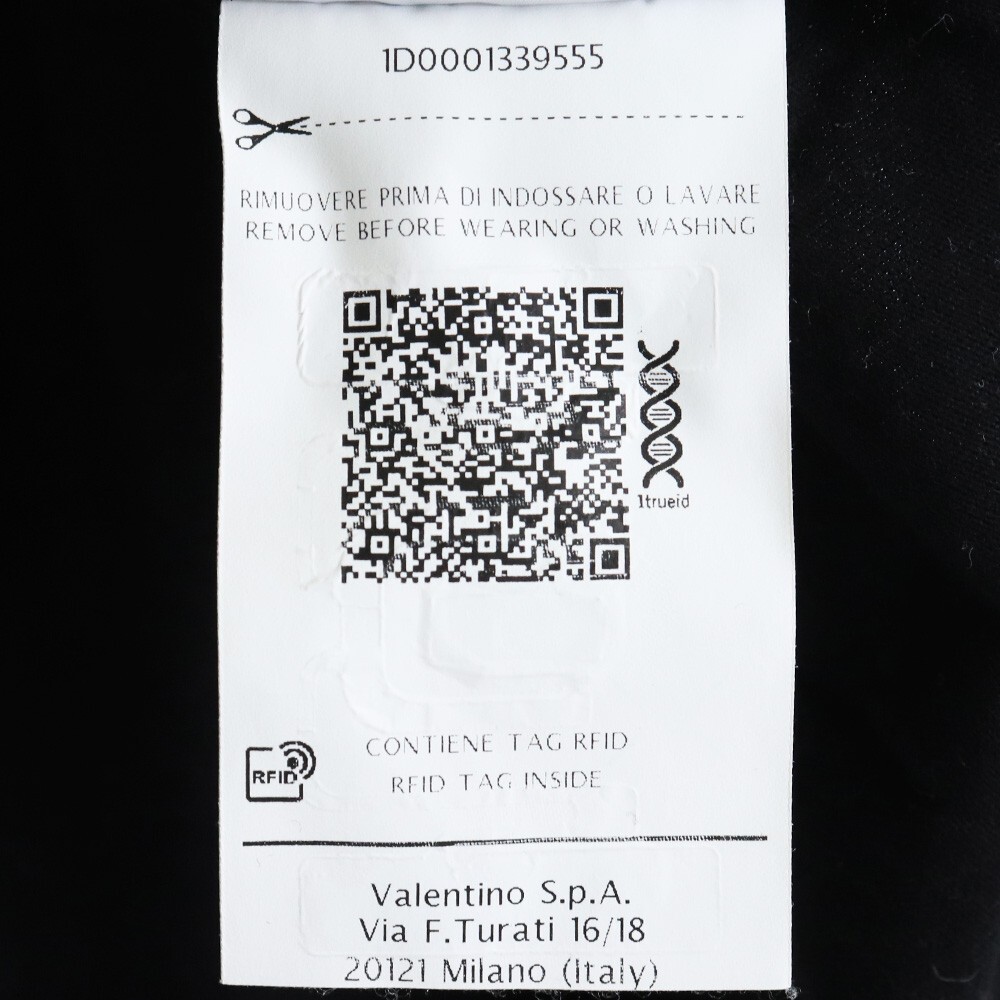 1D0001339555
RIMUOVERE PRIMA DI INDOSSARE O LAVARE
REMOVE BEFORE WEARING OR WASHING
1trueid
RFID
CONTIENE TAG RFID
RFID TAG INSIDE
Valentino S.p.A.
Via F.Turati 16/18
20121 Milano (Italy)